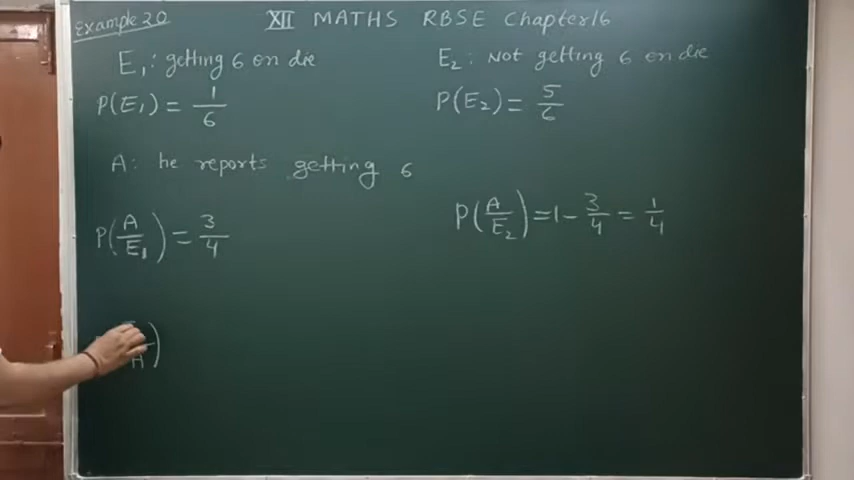 Example 20
XII MATHS RBSE Chapter 16
E₁: getting 6 on die
E₂: Not getting 6 on die
P(E₁) = 1/6
P(E₂) = 5/6
A: he reports getting 6
P(A/E₁) = 3/4
P(A/E₂) = 1 - 3/4 = 1/4
A)